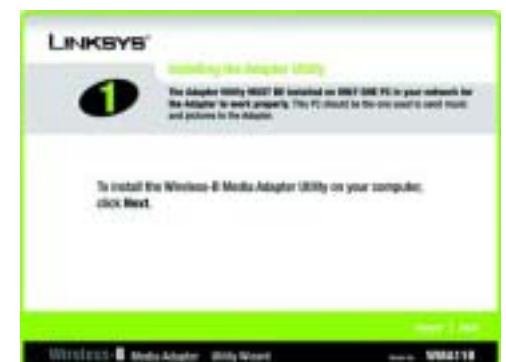 LINKSYS
Installing the Adapter Utility
1
The Adapter Utility MUST BE installed on ONLY ONE PC in your network for
the Adapter to work properly. This PC should be the one used to send music
and pictures to the Adapter.
To install the Wireless-B Media Adapter Utility on your computer,
click Next.
Wireless-B Media Adapter Utility Wizard
WMA11B